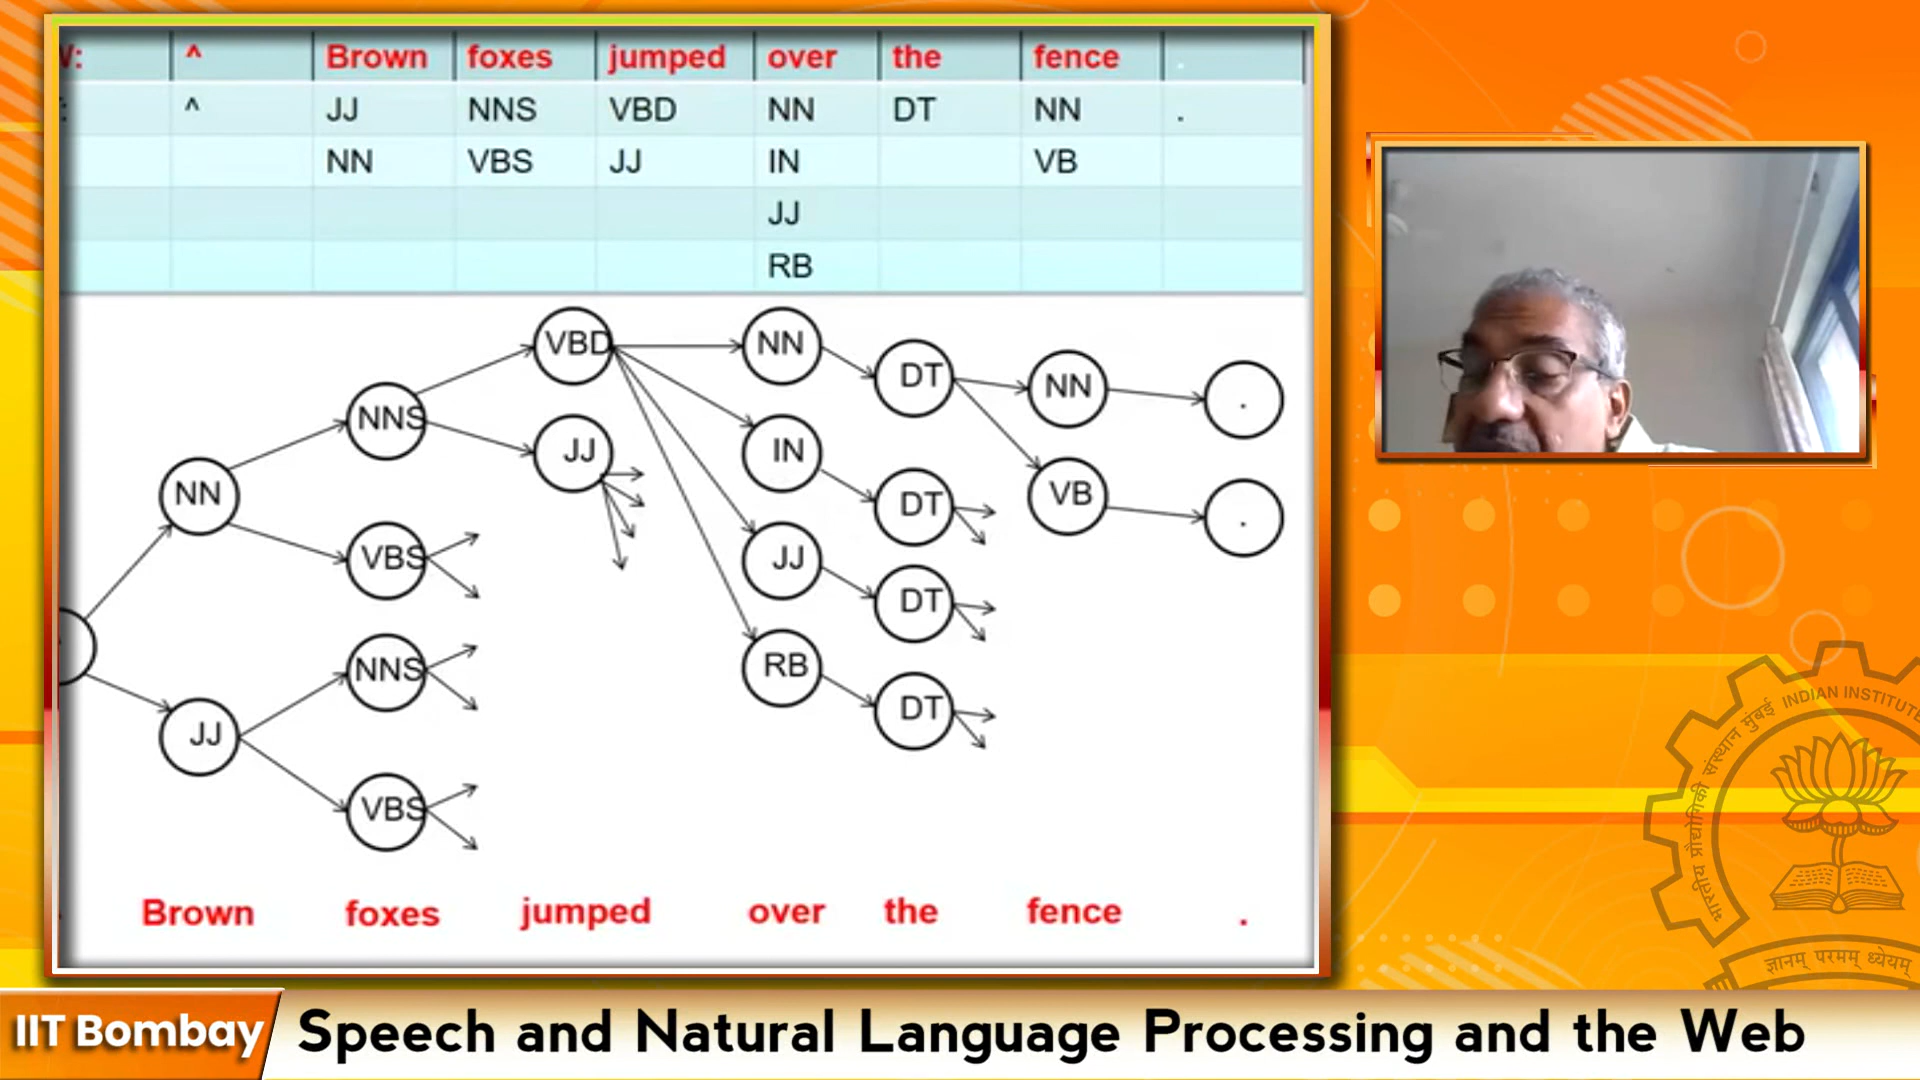 ^ Brown foxes jumped over the fence .
^ JJ NNS VBD NN DT NN .
NN VBS JJ IN VB
JJ
RB
VBD NN DT NN .
NNS JJ IN DT VB .
NN VBS JJ DT
NNS RB DT
JJ VBS
Brown foxes jumped over the fence .
INDIAN INSTITUTE
भारतीय प्रौद्योगिकी संस्थान मुंबई
ज्ञानम् परमम् ध्येयम्
IIT Bombay Speech and Natural Language Processing and the Web